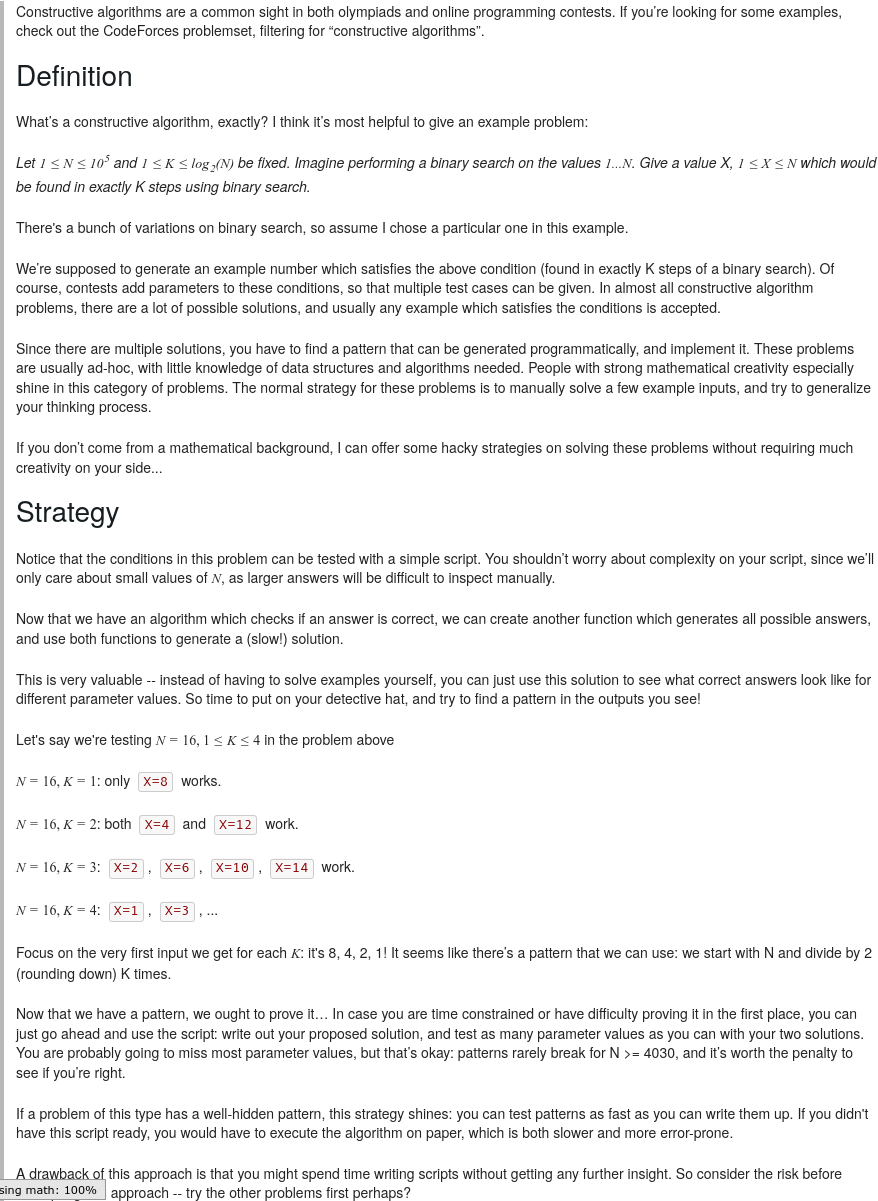 Constructive algorithms are a common sight in both olympiads and online programming contests. If you're looking for some examples,
check out the CodeForces problemset, filtering for “constructive algorithms”.
Definition
What's a constructive algorithm, exactly? I think it's most helpful to give an example problem:
Let 1 ≤ N ≤ 10⁵ and 1 ≤ K ≤ log₂(N) be fixed. Imagine performing a binary search on the values 1...N. Give a value X, 1 ≤ X ≤ N which would
be found in exactly K steps using binary search.
There's a bunch of variations on binary search, so assume I chose a particular one in this example.
We're supposed to generate an example number which satisfies the above condition (found in exactly K steps of a binary search). Of
course, contests add parameters to these conditions, so that multiple test cases can be given. In almost all constructive algorithm
problems, there are a lot of possible solutions, and usually any example which satisfies the conditions is accepted.
Since there are multiple solutions, you have to find a pattern that can be generated programmatically, and implement it. These problems
are usually ad-hoc, with little knowledge of data structures and algorithms needed. People with strong mathematical creativity especially
shine in this category of problems. The normal strategy for these problems is to manually solve a few example inputs, and try to generalize
your thinking process.
If you don't come from a mathematical background, I can offer some hacky strategies on solving these problems without requiring much
creativity on your side...
Strategy
Notice that the conditions in this problem can be tested with a simple script. You shouldn't worry about complexity on your script, since we'll
only care about small values of N, as larger answers will be difficult to inspect manually.
Now that we have an algorithm which checks if an answer is correct, we can create another function which generates all possible answers,
and use both functions to generate a (slow!) solution.
This is very valuable -- instead of having to solve examples yourself, you can just use this solution to see what correct answers look like for
different parameter values. So time to put on your detective hat, and try to find a pattern in the outputs you see!
Let's say we're testing N = 16, 1 ≤ K ≤ 4 in the problem above
N = 16, K = 1: only X=8 works.
N = 16, K = 2: both X=4 and X=12 work.
N = 16, K = 3: X=2 , X=6 , X=10 , X=14 work.
N = 16, K = 4: X=1 , X=3 , ...
Focus on the very first input we get for each K: it's 8, 4, 2, 1! It seems like there's a pattern that we can use: we start with N and divide by 2
(rounding down) K times.
Now that we have a pattern, we ought to prove it… In case you are time constrained or have difficulty proving it in the first place, you can
just go ahead and use the script: write out your proposed solution, and test as many parameter values as you can with your two solutions.
You are probably going to miss most parameter values, but that's okay: patterns rarely break for N >= 4030, and it's worth the penalty to
see if you're right.
If a problem of this type has a well-hidden pattern, this strategy shines: you can test patterns as fast as you can write them up. If you didn't
have this script ready, you would have to execute the algorithm on paper, which is both slower and more error-prone.
A drawback of this approach is that you might spend time writing scripts without getting any further insight. So consider the risk before
sing math: 100% approach -- try the other problems first perhaps?